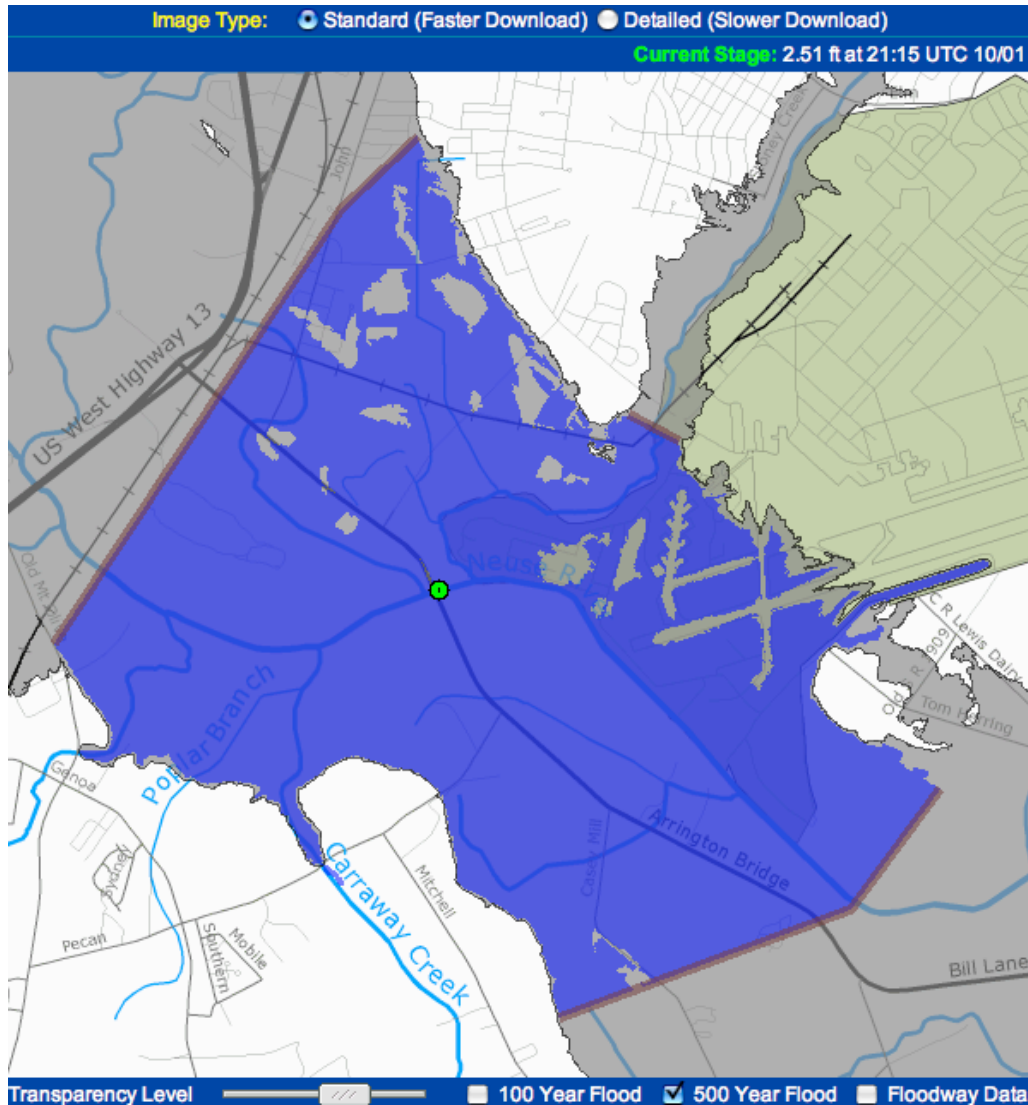 Image Type: Standard (Faster Download) Detailed (Slower Download)
Current Stage: 2.51 ft at 21:15 UTC 10/01
Stoney Creek
John
US West Highway 13
Neuse
Old Mt
C R Lewis Dairy
909
Tom Herring
Poplar Branch
Genoa
Sydney
Carraway Creek
Mitchell
Casey Mill
Arrington Bridge
Pecan
Southern
Mobile
Bill Lane
Transparency Level 100 Year Flood 500 Year Flood Floodway Data